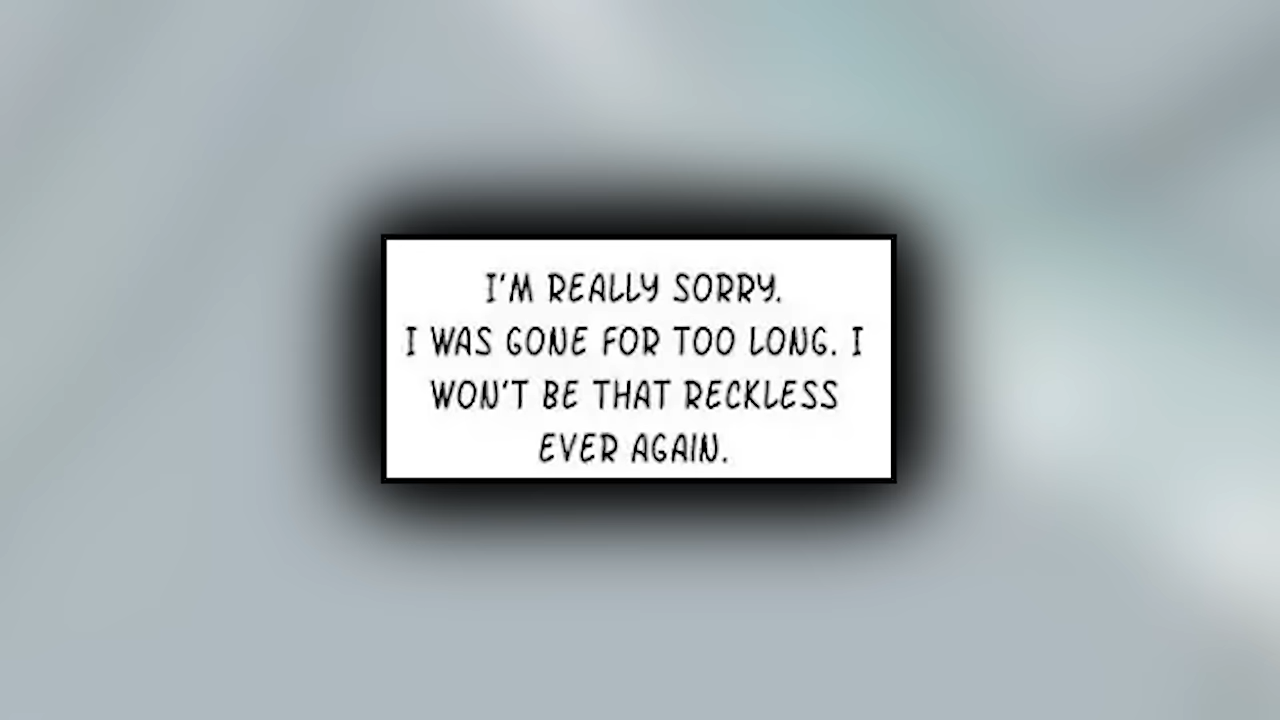 I'M REALLY SORRY.
I WAS GONE FOR TOO LONG. I
WON'T BE THAT RECKLESS
EVER AGAIN.